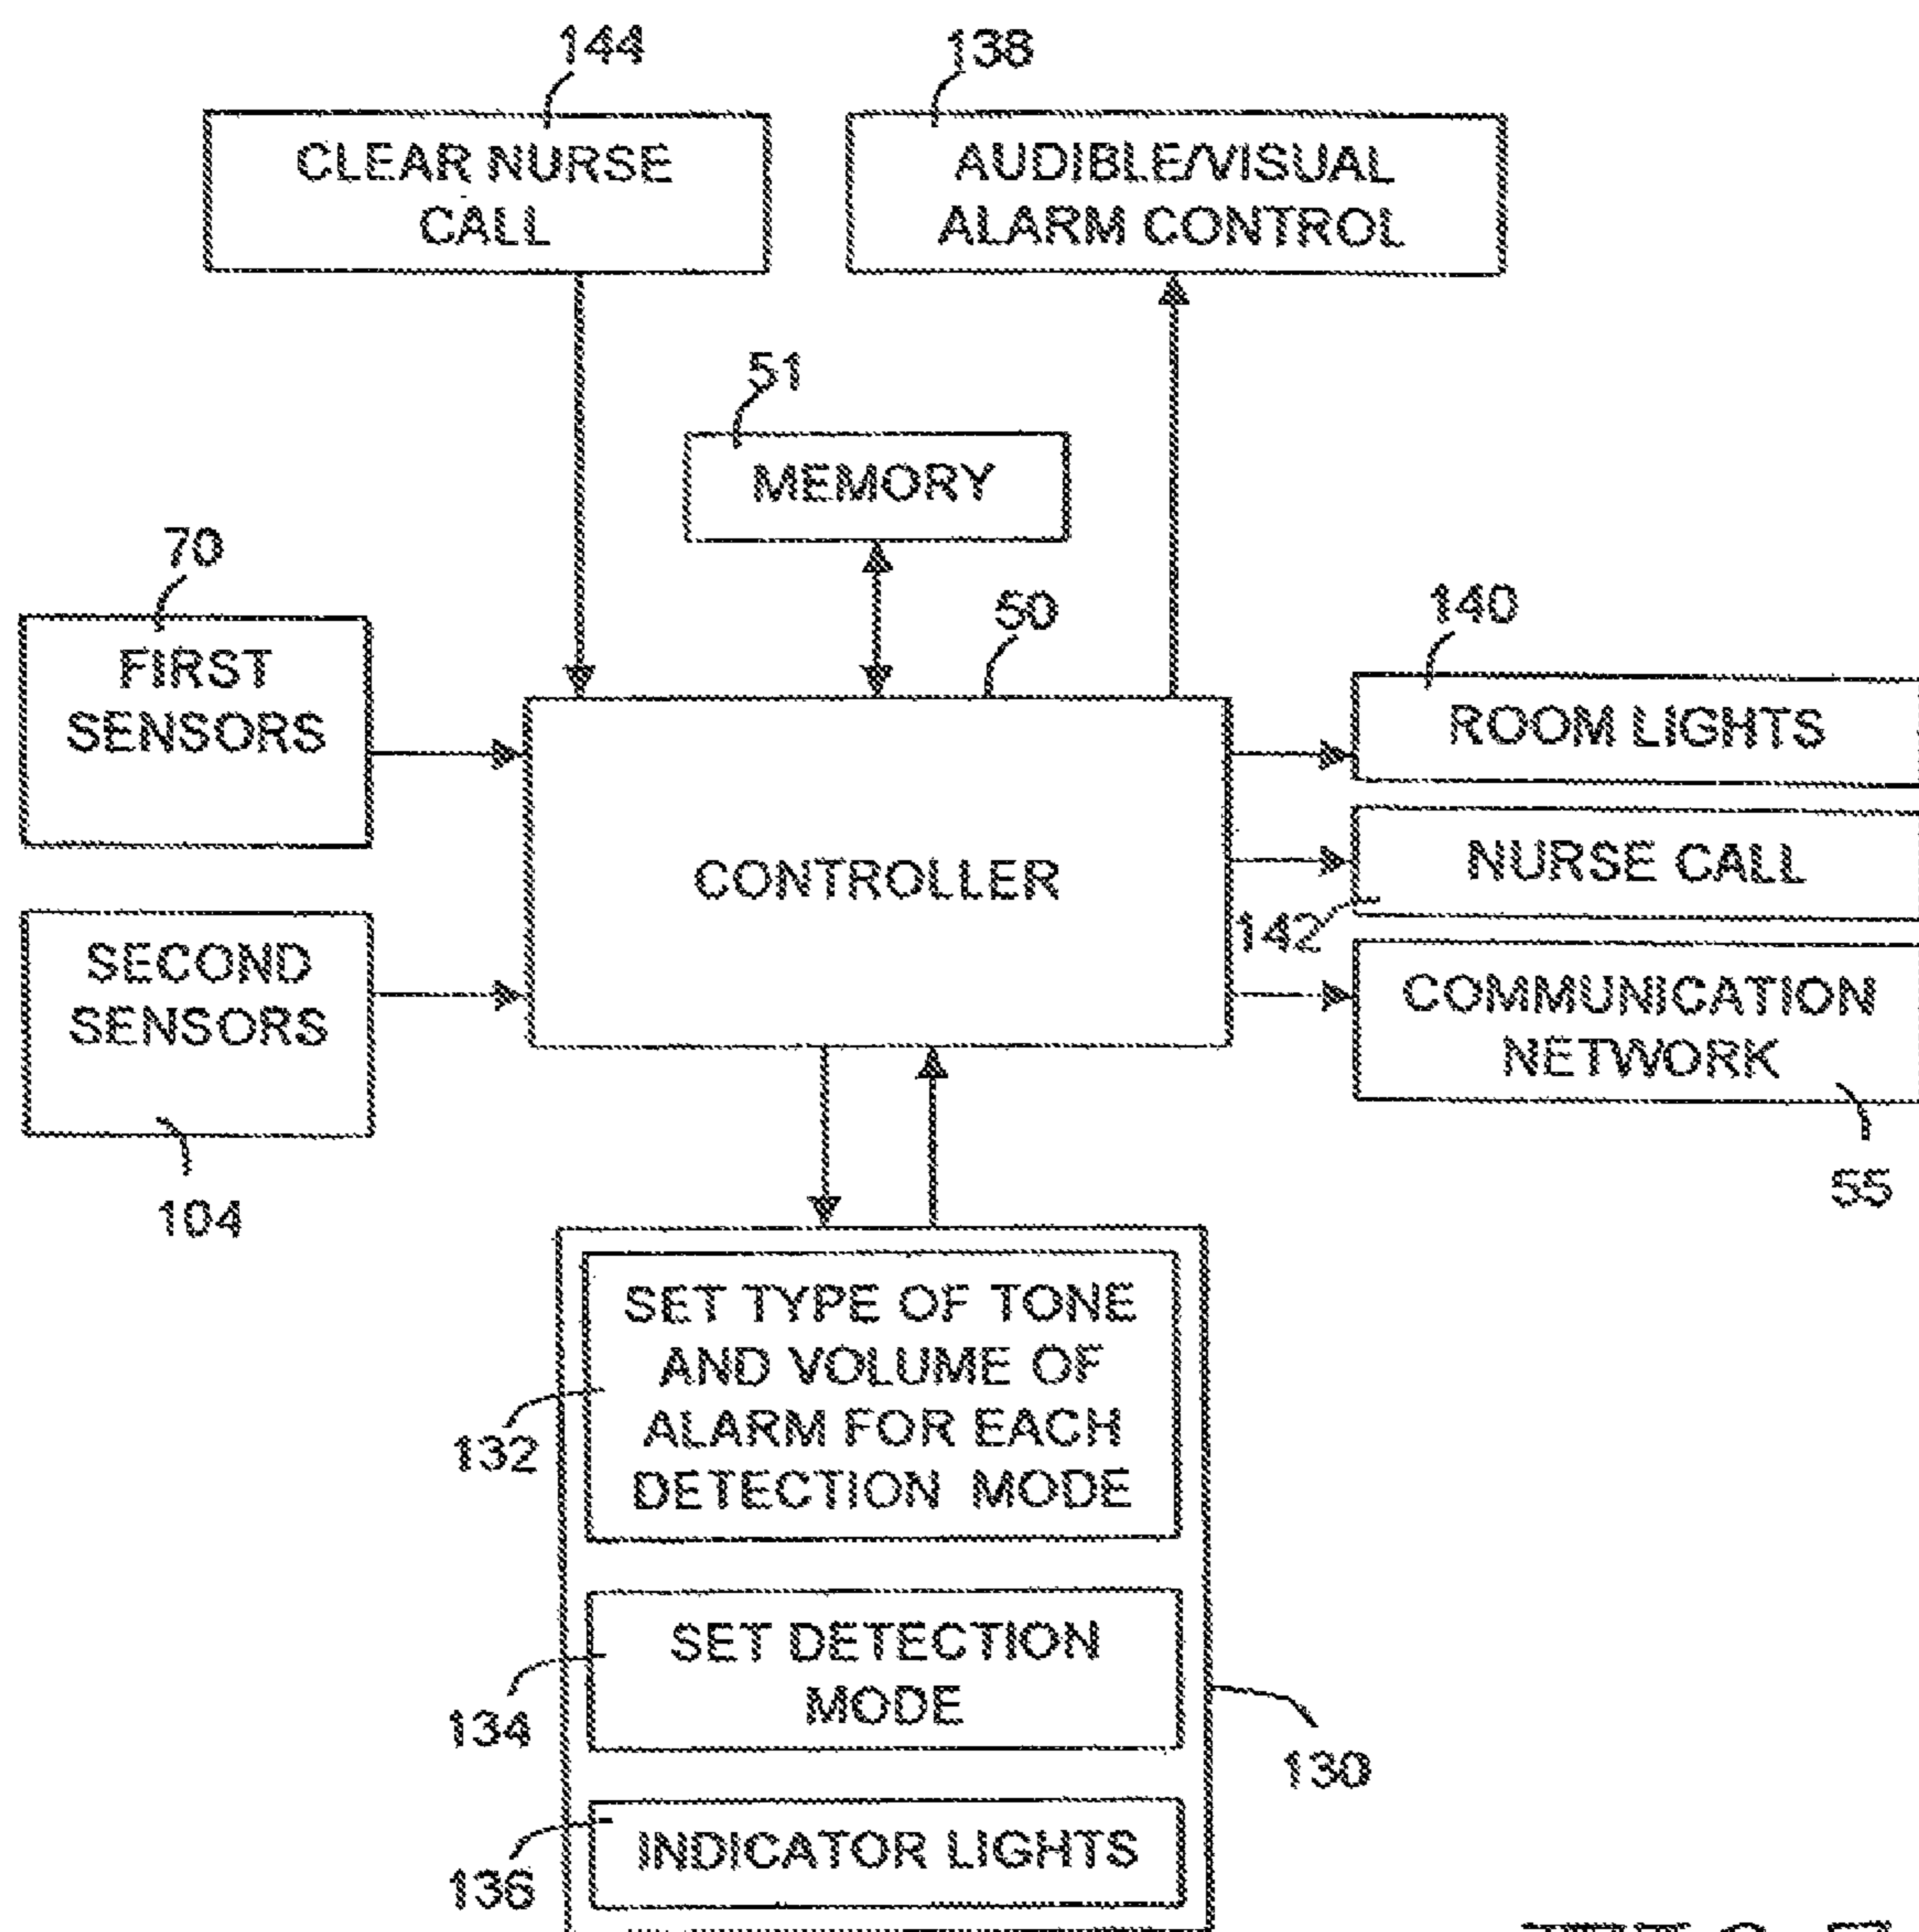 144
138
CLEAR NURSE
CALL
AUDIBLE/VISUAL
ALARM CONTROL
51
MEMORY
70
FIRST
SENSORS
50
140
ROOM LIGHTS
CONTROLLER
NURSE CALL
142
SECOND
SENSORS
COMMUNICATION
NETWORK
104
55
SET TYPE OF TONE
AND VOLUME OF
ALARM FOR EACH
DETECTION MODE
132
SET DETECTION
MODE
134
130
INDICATOR LIGHTS
136